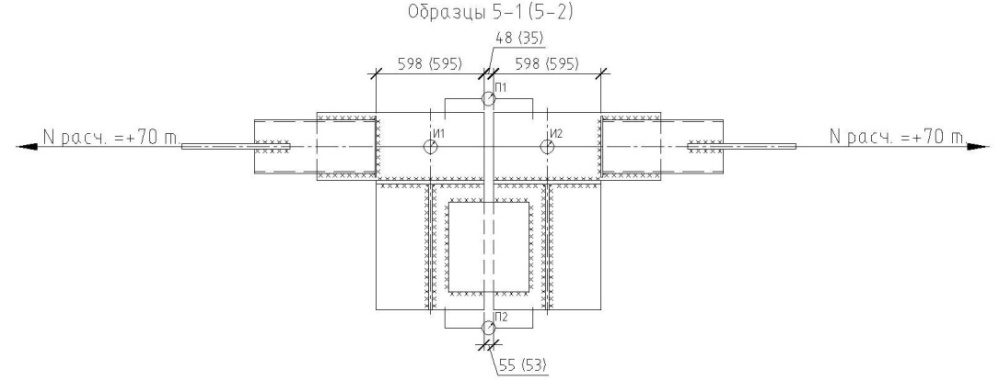 Образцы 5-1 (5-2)
48 (35)
598 (595) 598 (595)
П1
N расч. =+70 т. И1 И2 N расч. =+70 т.
П2
55 (53)